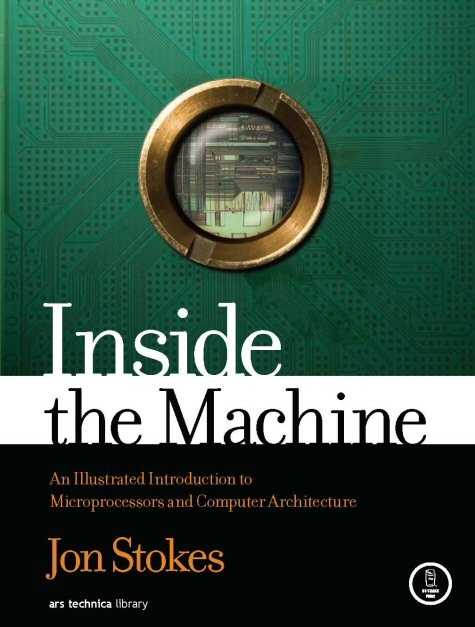 Inside
the Machine
An Illustrated Introduction to
Microprocessors and Computer Architecture
Jon Stokes
ars technica library